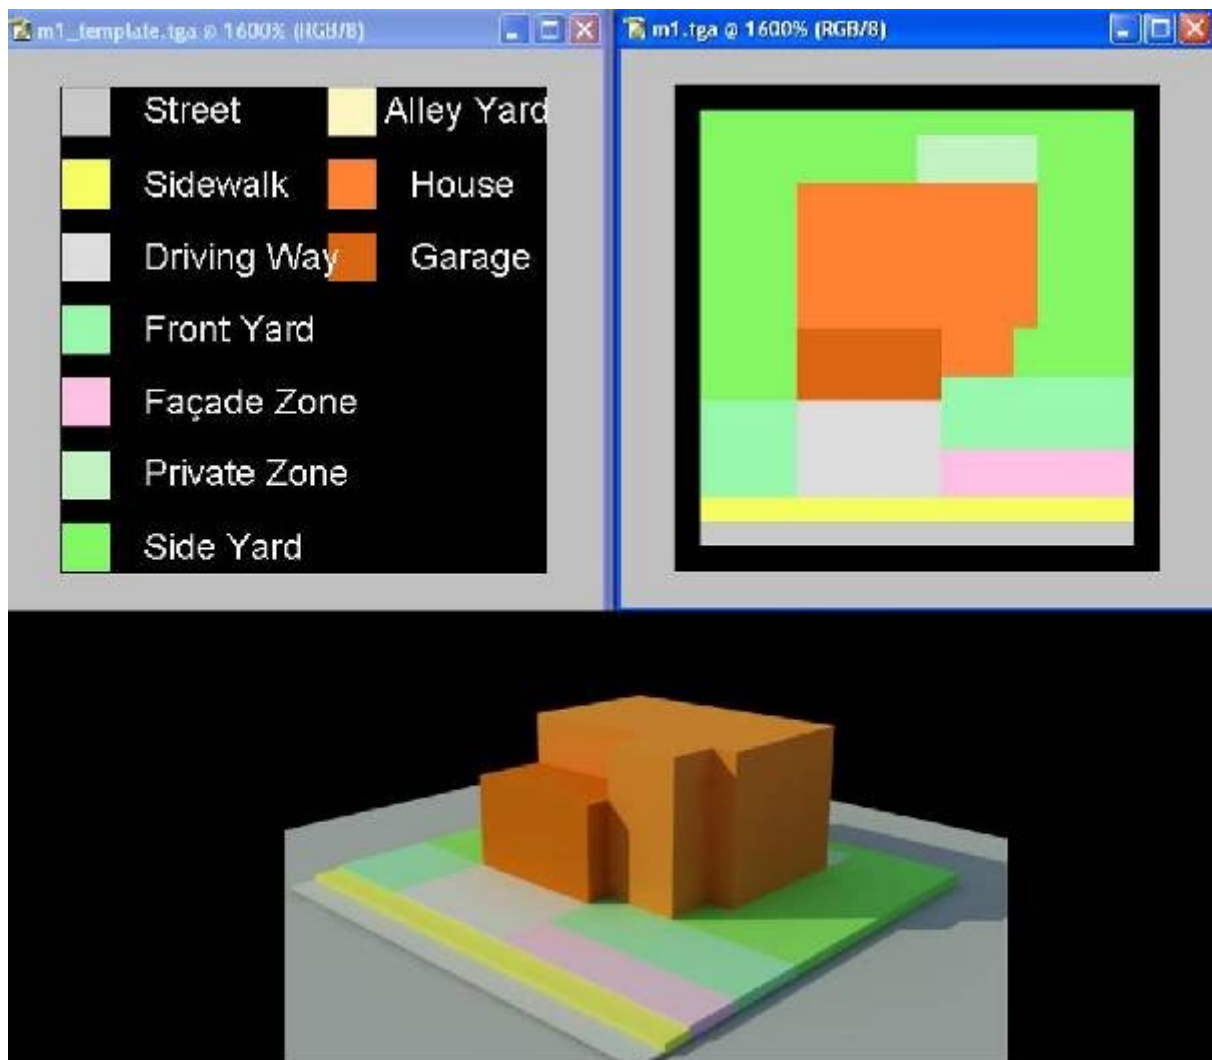 m1_template.tga @ 1600% (RGB/8)
Street
Alley Yard
Sidewalk
House
Driving Way
Garage
Front Yard
Façade Zone
Private Zone
Side Yard
m1.tga @ 1600% (RGB/8)